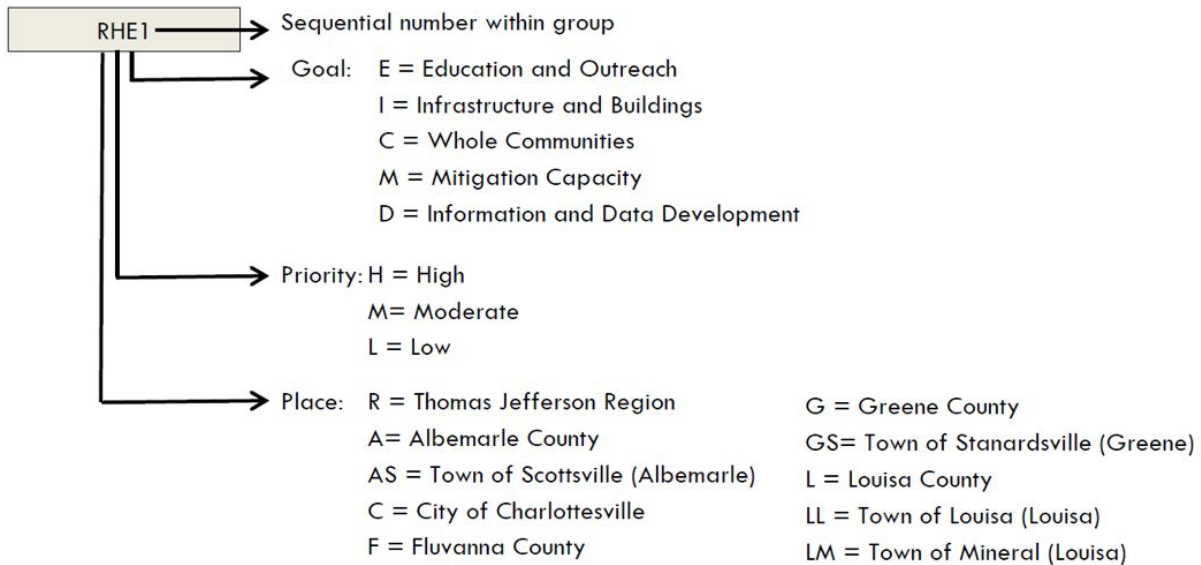 RHE1
Sequential number within group
Goal: E = Education and Outreach
I = Infrastructure and Buildings
C = Whole Communities
M = Mitigation Capacity
D = Information and Data Development
Priority: H = High
M= Moderate
L = Low
Place: R = Thomas Jefferson Region
A= Albemarle County
AS = Town of Scottsville (Albemarle)
C = City of Charlottesville
F = Fluvanna County
G = Greene County
GS= Town of Stanardsville (Greene)
L = Louisa County
LL = Town of Louisa (Louisa)
LM = Town of Mineral (Louisa)